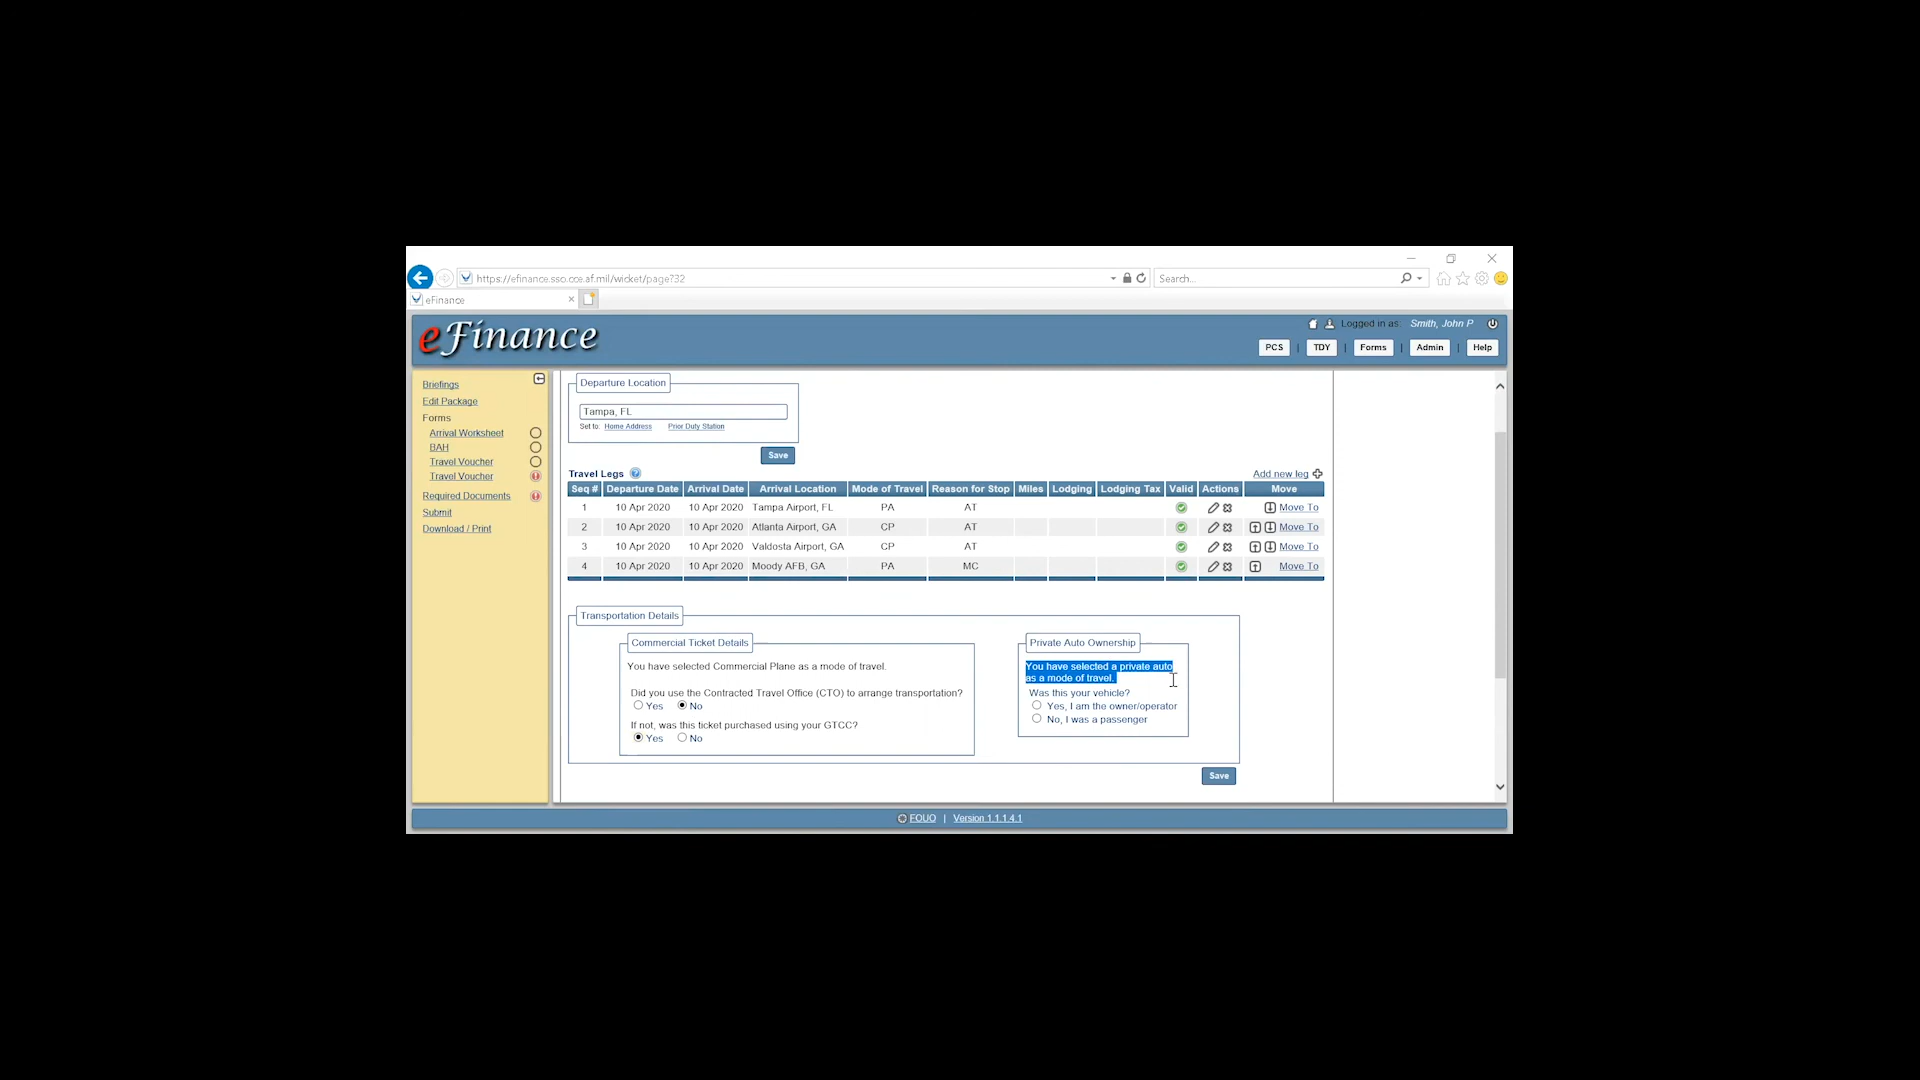 https://efinance.sso.cce.af.mil/wicket/page?32
Search...
eFinance
eFinance
Logged in as: Smith, John P
PCS | TDY | Forms | Admin | Help
Briefings
Edit Package
Forms
Arrival Worksheet
BAH
Travel Voucher
Travel Voucher
Required Documents
Submit
Download / Print
Departure Location
Tampa, FL
Set to: Home Address Prior Duty Station
Save
Travel Legs
Add new leg
Seq # Departure Date Arrival Date Arrival Location Mode of Travel Reason for Stop Miles Lodging Lodging Tax Valid Actions Move
1 10 Apr 2020 10 Apr 2020 Tampa Airport, FL PA AT Move To
2 10 Apr 2020 10 Apr 2020 Atlanta Airport, GA CP AT Move To
3 10 Apr 2020 10 Apr 2020 Valdosta Airport, GA CP AT Move To
4 10 Apr 2020 10 Apr 2020 Moody AFB, GA PA MC Move To
Transportation Details
Commercial Ticket Details
You have selected Commercial Plane as a mode of travel.
Did you use the Contracted Travel Office (CTO) to arrange transportation?
Yes No
If not, was this ticket purchased using your GTCC?
Yes No
Private Auto Ownership
You have selected a private auto
as a mode of travel.
Was this your vehicle?
Yes, I am the owner/operator
No, I was a passenger
Save
FOUO | Version 1.1.1.4.1